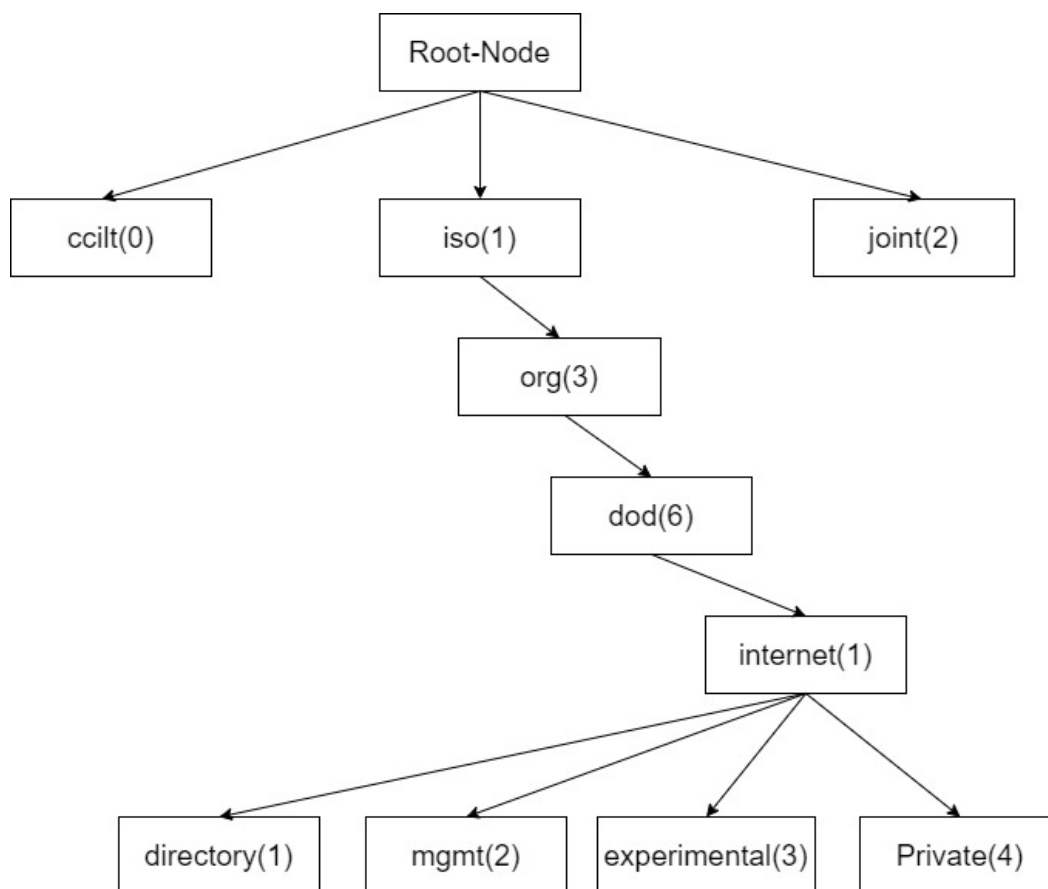 Root-Node
ccilt(0)
iso(1)
joint(2)
org(3)
dod(6)
internet(1)
directory(1)
mgmt(2)
experimental(3)
Private(4)